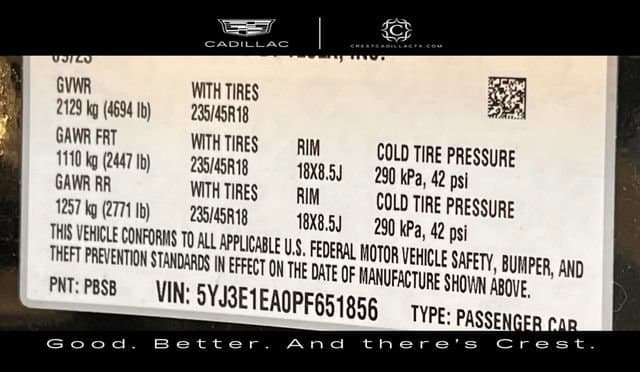 CADILLAC
CRESTCADILLACTX.COM
09/23
INC.
GVWR WITH TIRES
2129 kg (4694 lb) 235/45R18
GAWR FRT WITH TIRES RIM COLD TIRE PRESSURE
1110 kg (2447 lb) 235/45R18 18X8.5J 290 kPa, 42 psi
GAWR RR WITH TIRES RIM COLD TIRE PRESSURE
1257 kg (2771 lb) 235/45R18 18X8.5J 290 kPa, 42 psi
THIS VEHICLE CONFORMS TO ALL APPLICABLE U.S. FEDERAL MOTOR VEHICLE SAFETY, BUMPER, AND
THEFT PREVENTION STANDARDS IN EFFECT ON THE DATE OF MANUFACTURE SHOWN ABOVE.
PNT: PBSB VIN: 5YJ3E1EA0PF651856 TYPE: PASSENGER CAR
Good. Better. And there's Crest.